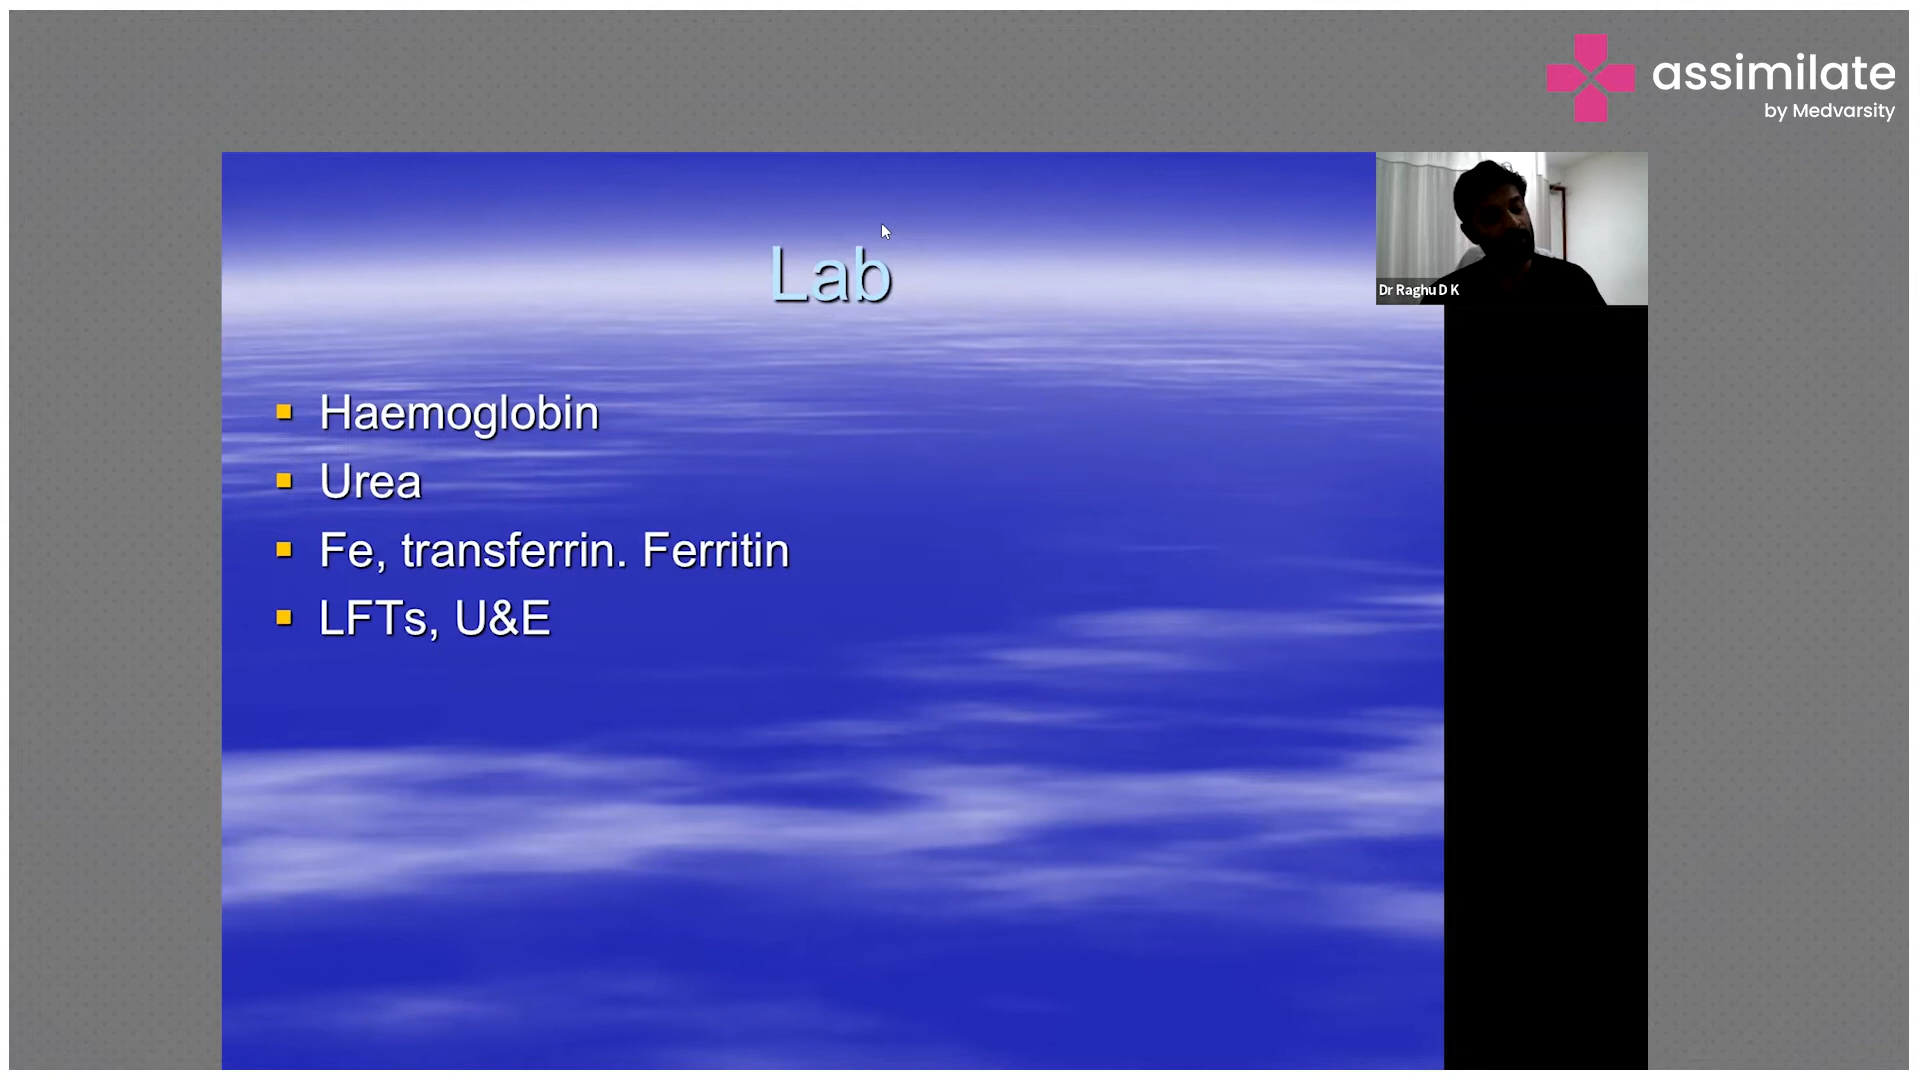 assimilate
by Medvarsity
Lab
Dr Raghu D K
Haemoglobin
Urea
Fe, transferrin. Ferritin
LFTs, U&E